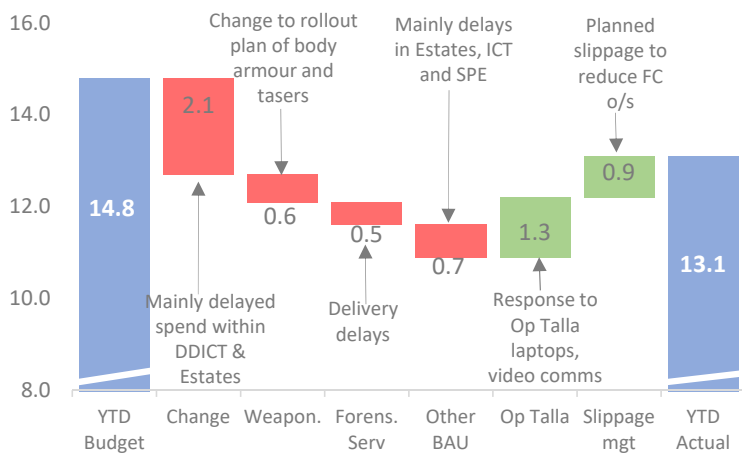 16.0
14.0
12.0
10.0
8.0
Change to rollout
plan of body
armour and
tasers
Mainly delays
in Estates, ICT
and SPE
Planned
slippage to
reduce FC
o/s
14.8
2.1
0.6
0.5
0.7
1.3
0.9
13.1
Mainly delayed
spend within
DDICT &
Estates
Delivery
delays
Response to
Op Talla
laptops,
video comms
YTD
Budget
Change
Weapon.
Forens.
Serv
Other
BAU
Op Talla
Slippage
mgt
YTD
Actual